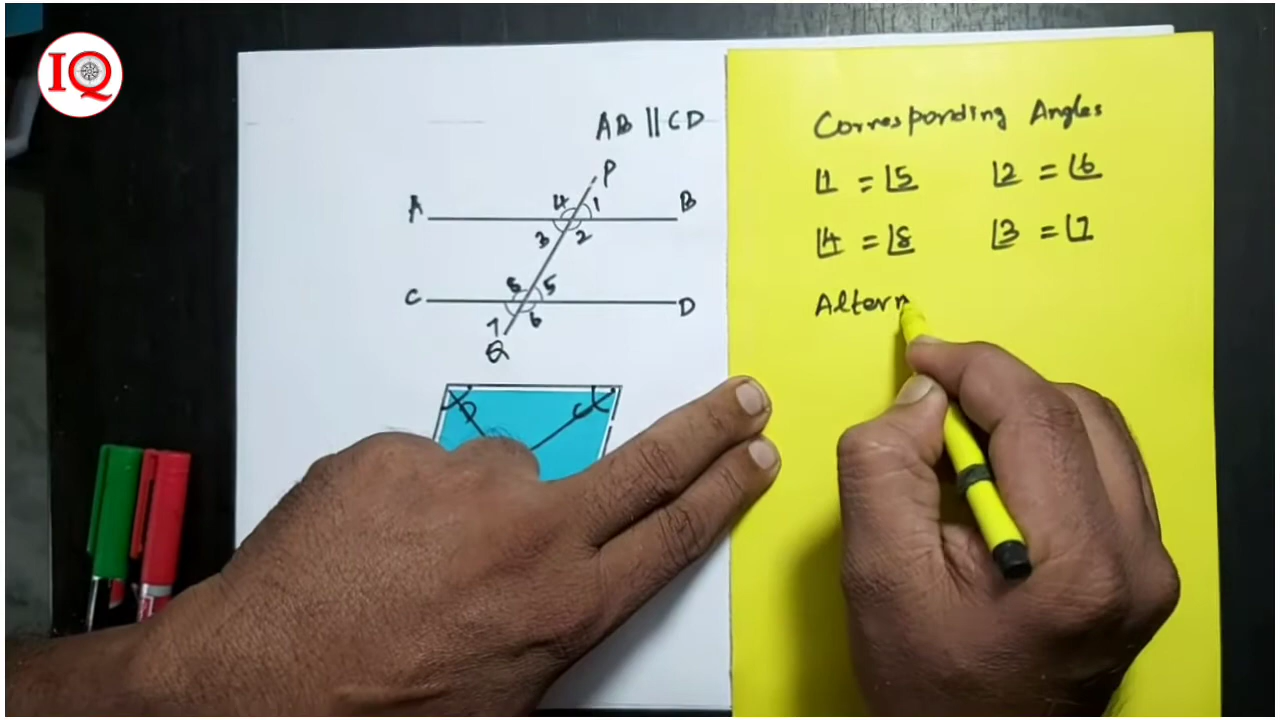 IQ
AB || CD
P
A 4 1 B
3 2
C 8 5 D
7 6
Q
D C
Corresponding Angles
∠1 = ∠5 ∠2 = ∠6
∠4 = ∠8 ∠3 = ∠7
Altern